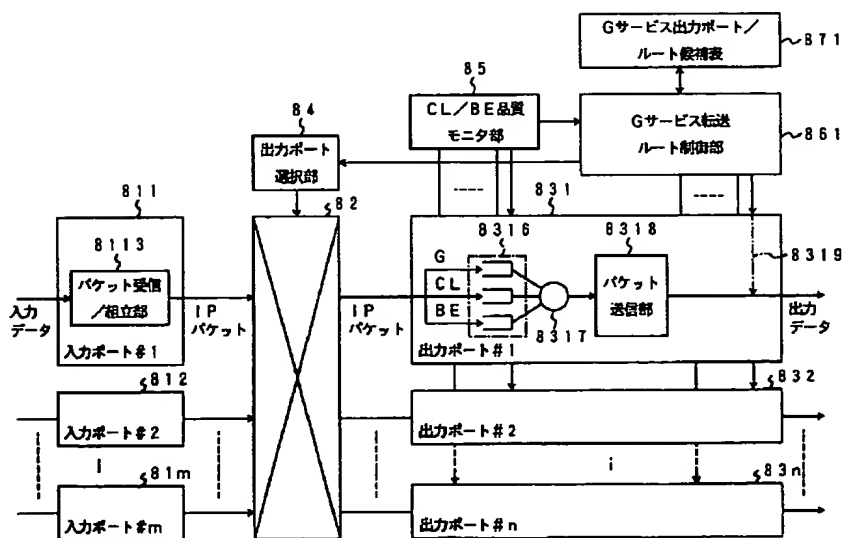 Gサービス出力ポート／
ルート候補表
871
85
CL／BE品質
モニタ部
84
出力ポート
選択部
Gサービス転送
ルート制御部
861
811
82
831
8113
パケット受信
／組立部
入力
データ
入力ポート#1
IP
パケット
IP
パケット
8316
G
CL
BE
8317
8318
パケット
送信部
8319
出力
データ
出力ポート#1
812
入力ポート#2
832
出力ポート#2
81m
入力ポート#m
i
i
83n
出力ポート#n